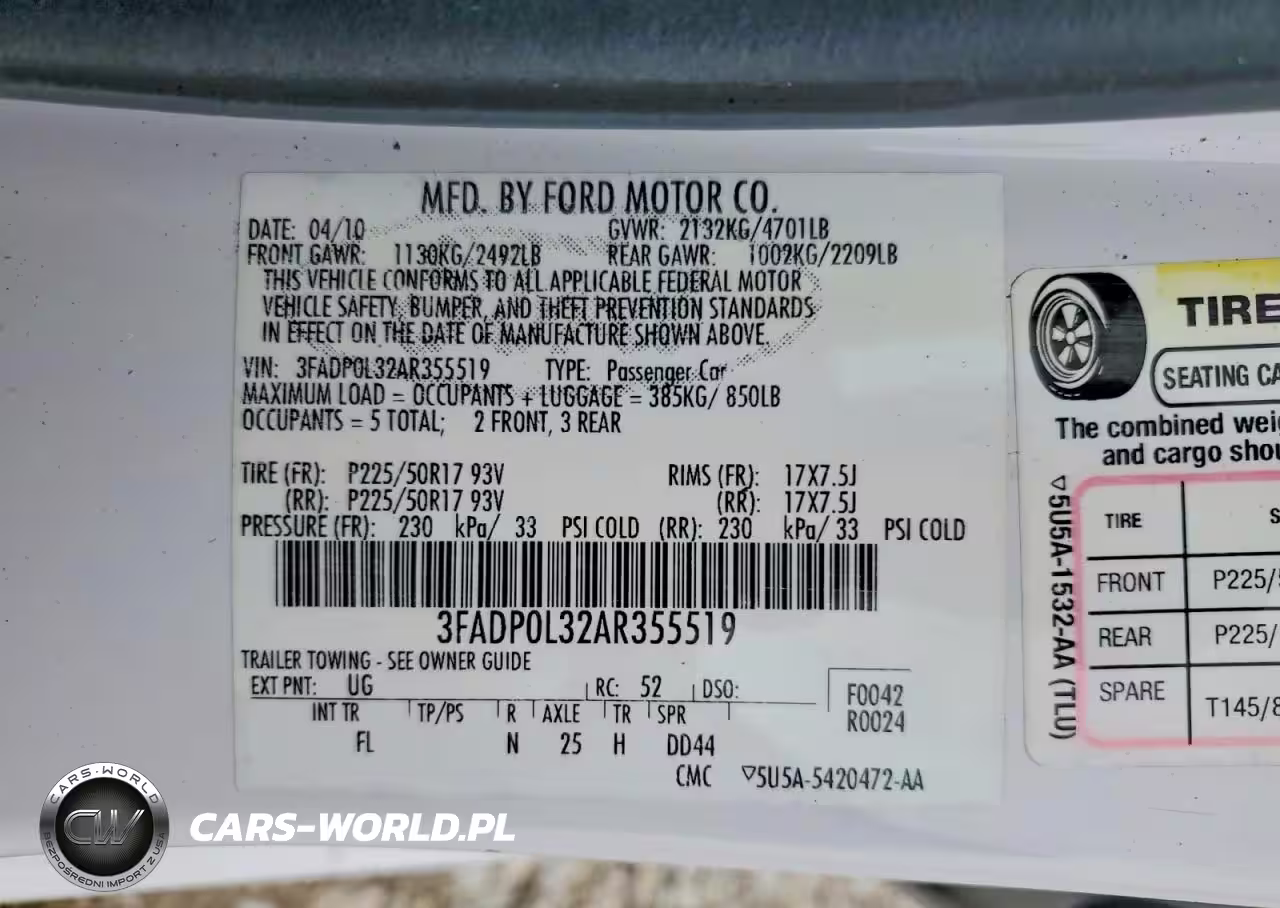 MFD. BY FORD MOTOR CO.
DATE: 04/10 GVWR: 2132KG/4701LB
FRONT GAWR: 1130KG/2492LB REAR GAWR: 1002KG/2209LB
THIS VEHICLE CONFORMS TO ALL APPLICABLE FEDERAL MOTOR
VEHICLE SAFETY, BUMPER, AND THEFT PREVENTION STANDARDS
IN EFFECT ON THE DATE OF MANUFACTURE SHOWN ABOVE.
VIN: 3FADP0L32AR355519 TYPE: Passenger Car
MAXIMUM LOAD = OCCUPANTS + LUGGAGE = 385KG/ 850LB
OCCUPANTS = 5 TOTAL; 2 FRONT, 3 REAR
TIRE (FR): P225/50R17 93V RIMS (FR): 17X7.5J
(RR): P225/50R17 93V (RR): 17X7.5J
PRESSURE (FR): 230 kPa/ 33 PSI COLD (RR): 230 kPa/ 33 PSI COLD
3FADP0L32AR355519
TRAILER TOWING - SEE OWNER GUIDE
EXT PNT: UG RC: 52 DSO:
INT TR TP/PS R AXLE TR SPR
FL N 25 H DD44
F0042
R0024
CMC ▽5U5A-5420472-AA
TIRE
SEATING CA
The combined weig
and cargo shou
▽5U5A-1532-AA (TLU)
TIRE S
FRONT P225/5
REAR P225/
SPARE T145/8
CARS-WORLD
CW
BEZPOŚREDNI IMPORT Z USA
CARS-WORLD.PL